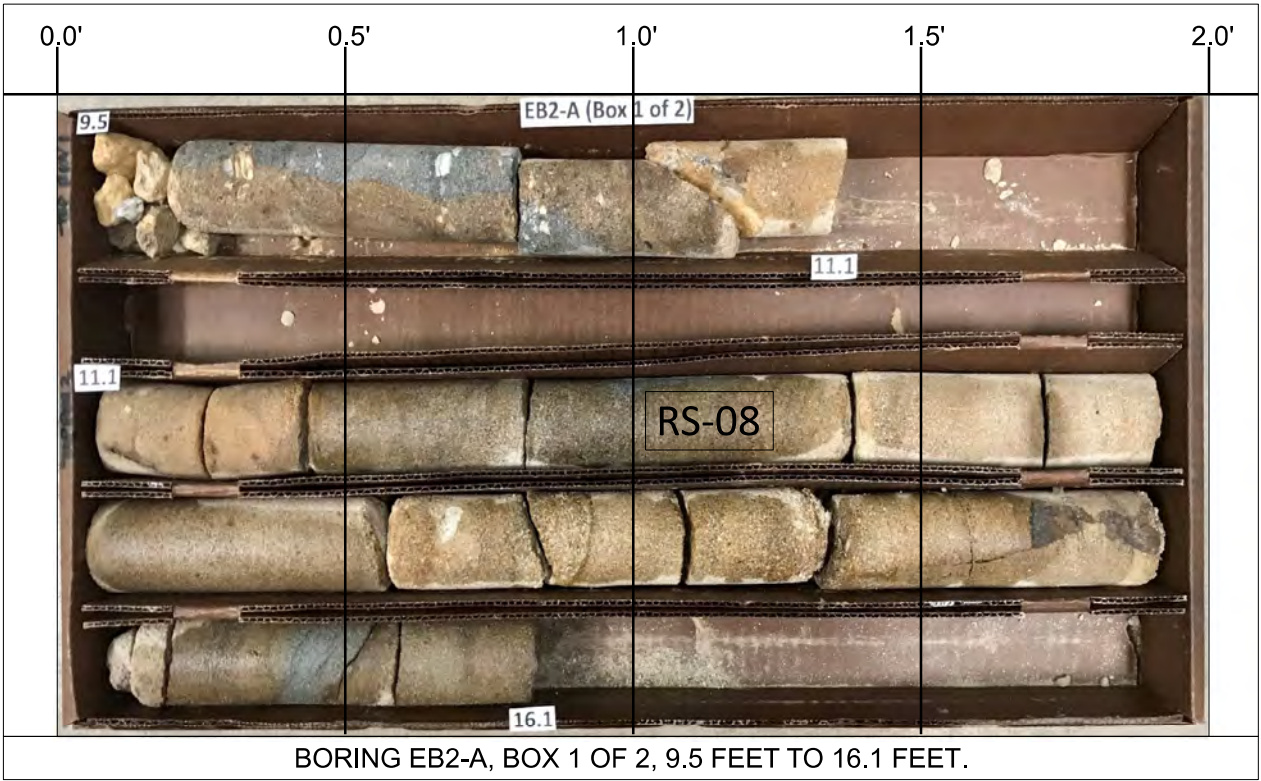 0.0' 0.5' 1.0' 1.5' 2.0'
EB2-A (Box 1 of 2)
9.5
11.1
11.1
RS-08
16.1
BORING EB2-A, BOX 1 OF 2, 9.5 FEET TO 16.1 FEET.